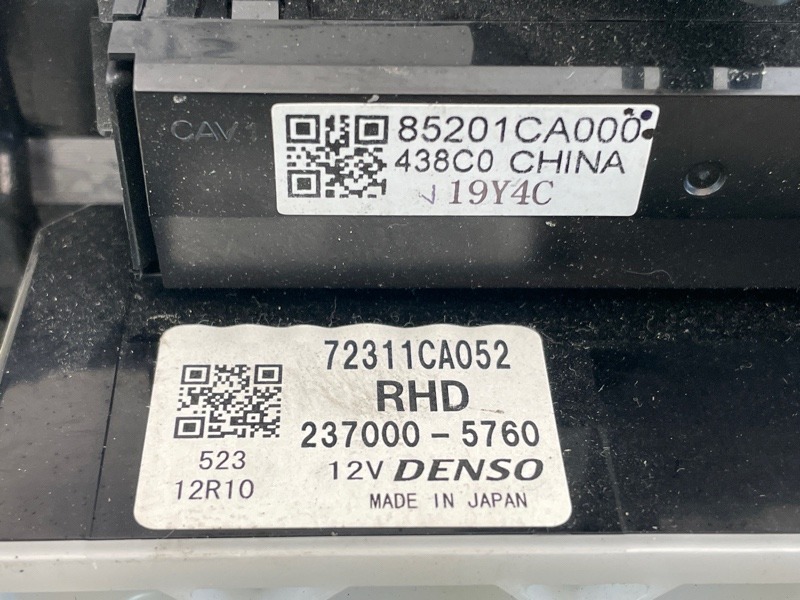 CAV 1
85201CA000
438C0 CHINA
19Y4C
72311CA052
RHD
237000-5760
523
12V DENSO
12R10
MADE IN JAPAN